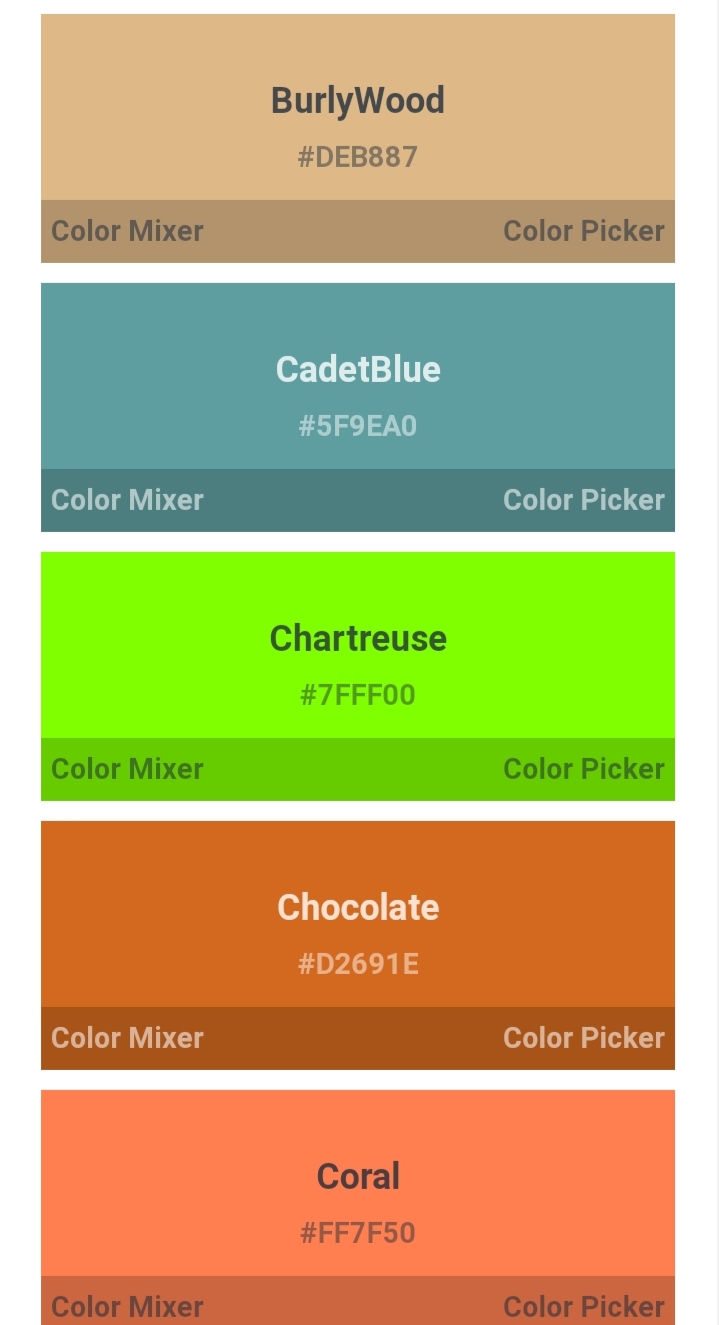 BurlyWood
#DEB887
Color Mixer Color Picker
CadetBlue
#5F9EA0
Color Mixer Color Picker
Chartreuse
#7FFF00
Color Mixer Color Picker
Chocolate
#D2691E
Color Mixer Color Picker
Coral
#FF7F50
Color Mixer Color Picker